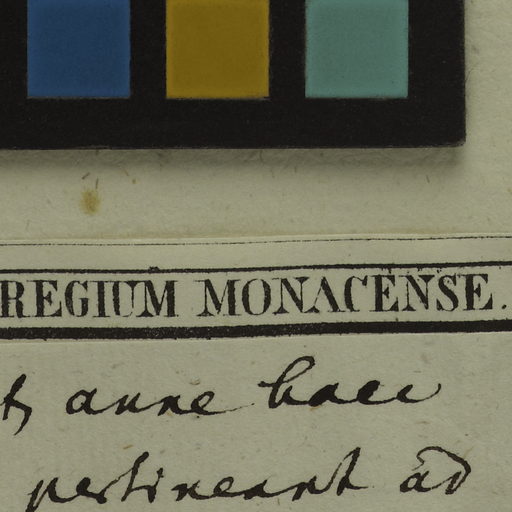 REGIUM MONACENSE.
anne haec
pertineant ad